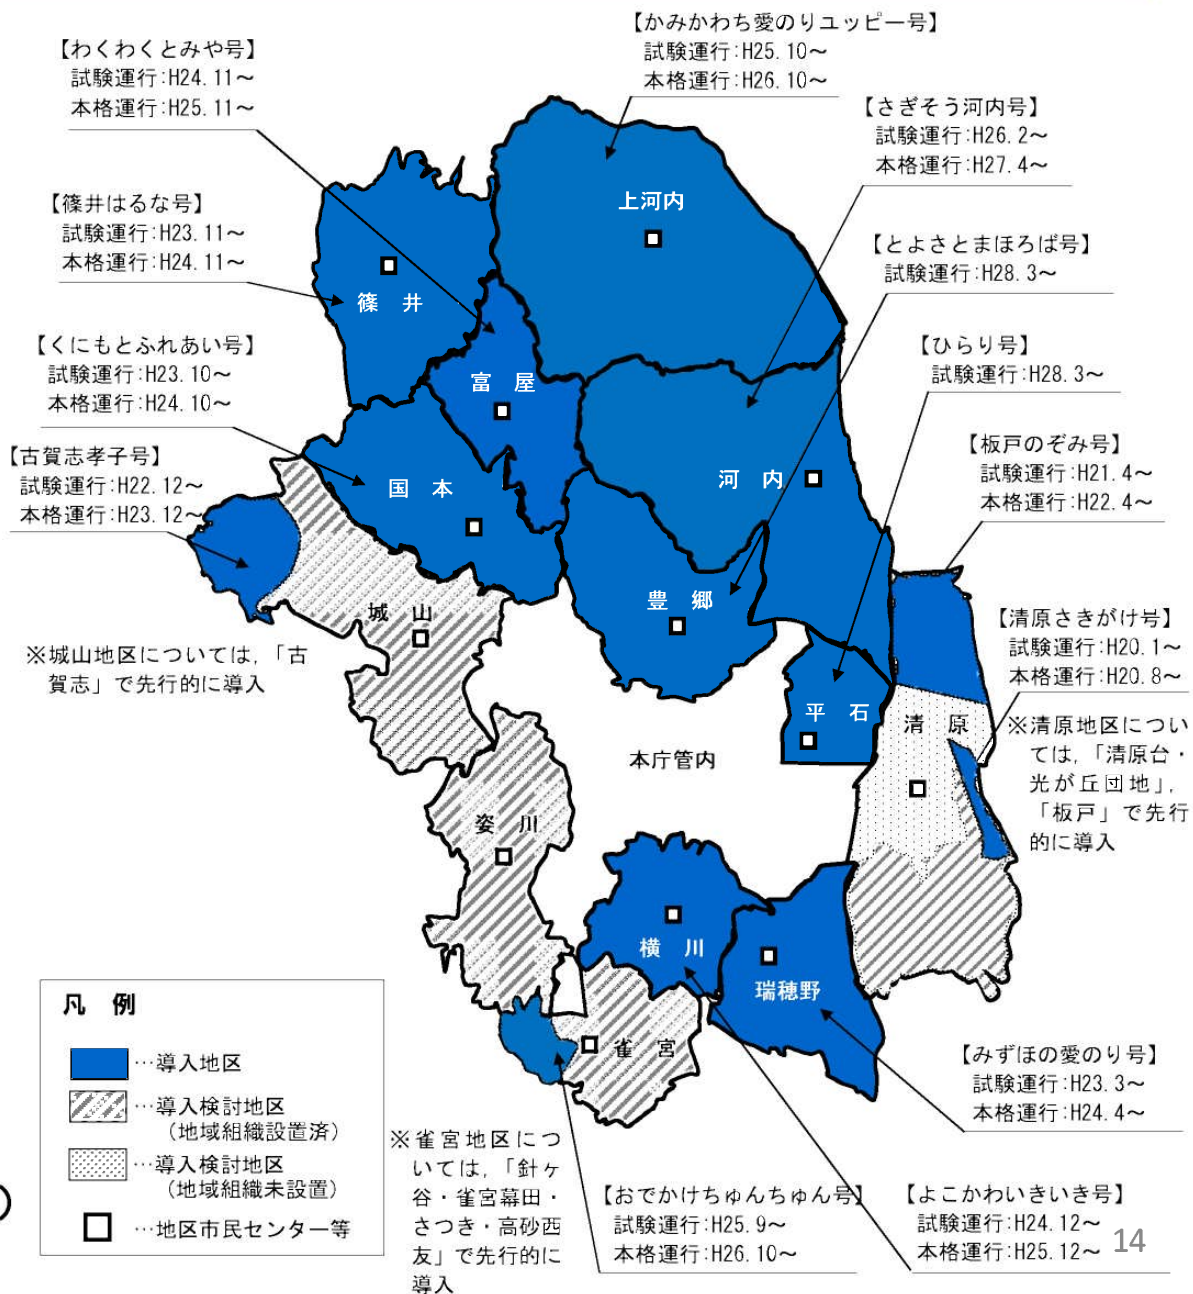 【かみかわち愛のりユッピー号】
試験運行:H25.10〜
本格運行:H26.10〜
【わくわくとみや号】
試験運行:H24.11〜
本格運行:H25.11〜
【さぎそう河内号】
試験運行:H26.2〜
本格運行:H27.4〜
【篠井はるな号】
試験運行:H23.11〜
本格運行:H24.11〜
【とよさとまほろば号】
試験運行:H28.3〜
【くにもとふれあい号】
試験運行:H23.10〜
本格運行:H24.10〜
【ひらり号】
試験運行:H28.3〜
【古賀志孝子号】
試験運行:H22.12〜
本格運行:H23.12〜
【板戸のぞみ号】
試験運行:H21.4〜
本格運行:H22.4〜
【清原さきがけ号】
試験運行:H20.1〜
本格運行:H20.8〜
上河内
篠 井
富 屋
国 本
河 内
豊 郷
城 山
平 石
清 原
本庁管内
姿 川
横 川
瑞穂野
雀 宮
※城山地区については,「古
賀志」で先行的に導入
※清原地区につい
ては,「清原台・
光が丘団地」,
「板戸」で先行
的に導入
凡 例
…導入地区
…導入検討地区
(地域組織設置済)
…導入検討地区
(地域組織未設置)
…地区市民センター等
※雀宮地区につ
いては,「針ヶ
谷・雀宮幕田・
さつき・高砂西
友」で先行的に
導入
【みずほの愛のり号】
試験運行:H23.3〜
本格運行:H24.4〜
【おでかけちゅんちゅん号】
試験運行:H25.9〜
本格運行:H26.10〜
【よこかわいきいき号】
試験運行:H24.12〜
本格運行:H25.12〜
14